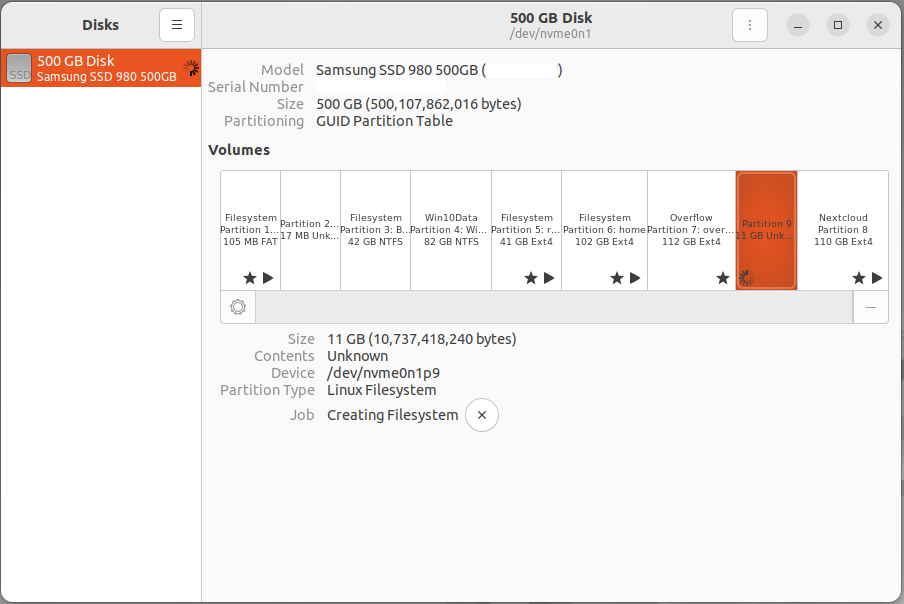 Disks
500 GB Disk
/dev/nvme0n1
500 GB Disk
Samsung SSD 980 500GB
SSD
Model Samsung SSD 980 500GB ( )
Serial Number
Size 500 GB (500,107,862,016 bytes)
Partitioning GUID Partition Table
Volumes
Filesystem
Partition 1…
105 MB FAT
Partition 2…
17 MB Unk…
Filesystem
Partition 3: B…
42 GB NTFS
Win10Data
Partition 4: Wi…
82 GB NTFS
Filesystem
Partition 5: r…
41 GB Ext4
Filesystem
Partition 6: home
102 GB Ext4
Overflow
Partition 7: over…
112 GB Ext4
Partition 9
11 GB Unk…
Nextcloud
Partition 8
110 GB Ext4
Size 11 GB (10,737,418,240 bytes)
Contents Unknown
Device /dev/nvme0n1p9
Partition Type Linux Filesystem
Job Creating Filesystem